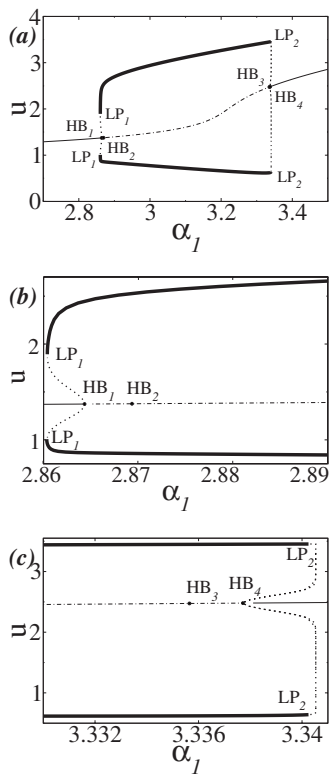 (a)
4
3
2
1
0
u
LP2
HB3
HB4
LP1
HB1
HB2
LP1
LP2
2.8 3 3.2 3.4
α1
(b)
2
1
u
LP1
HB1 HB2
LP1
2.86 2.87 2.88 2.89
α1
(c)
3
2
1
u
LP2
HB3 HB4
LP2
3.332 3.336 3.34
α1